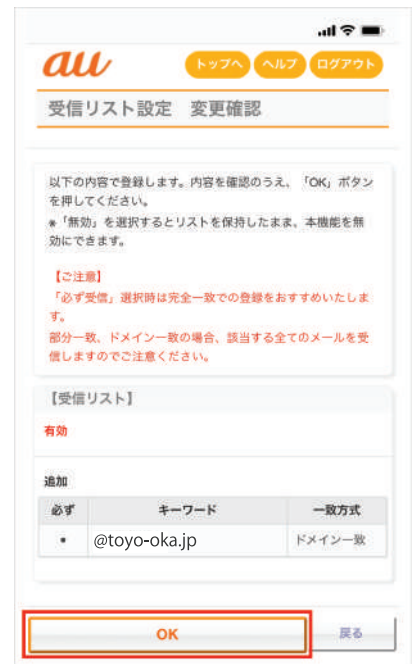 au
トップへ ヘルプ ログアウト
受信リスト設定 変更確認
以下の内容で登録します。内容を確認のうえ、「OK」ボタン
を押してください。
*「無効」を選択するとリストを保持したまま、本機能を無
効にできます。
【ご注意】
「必ず受信」選択時は完全一致での登録をおすすめいたしま
す。
部分一致、ドメイン一致の場合、該当する全てのメールを受
信しますのでご注意ください。
【受信リスト】
有効
追加
必ず キーワード 一致方式
• @toyo-oka.jp ドメイン一致
OK 戻る